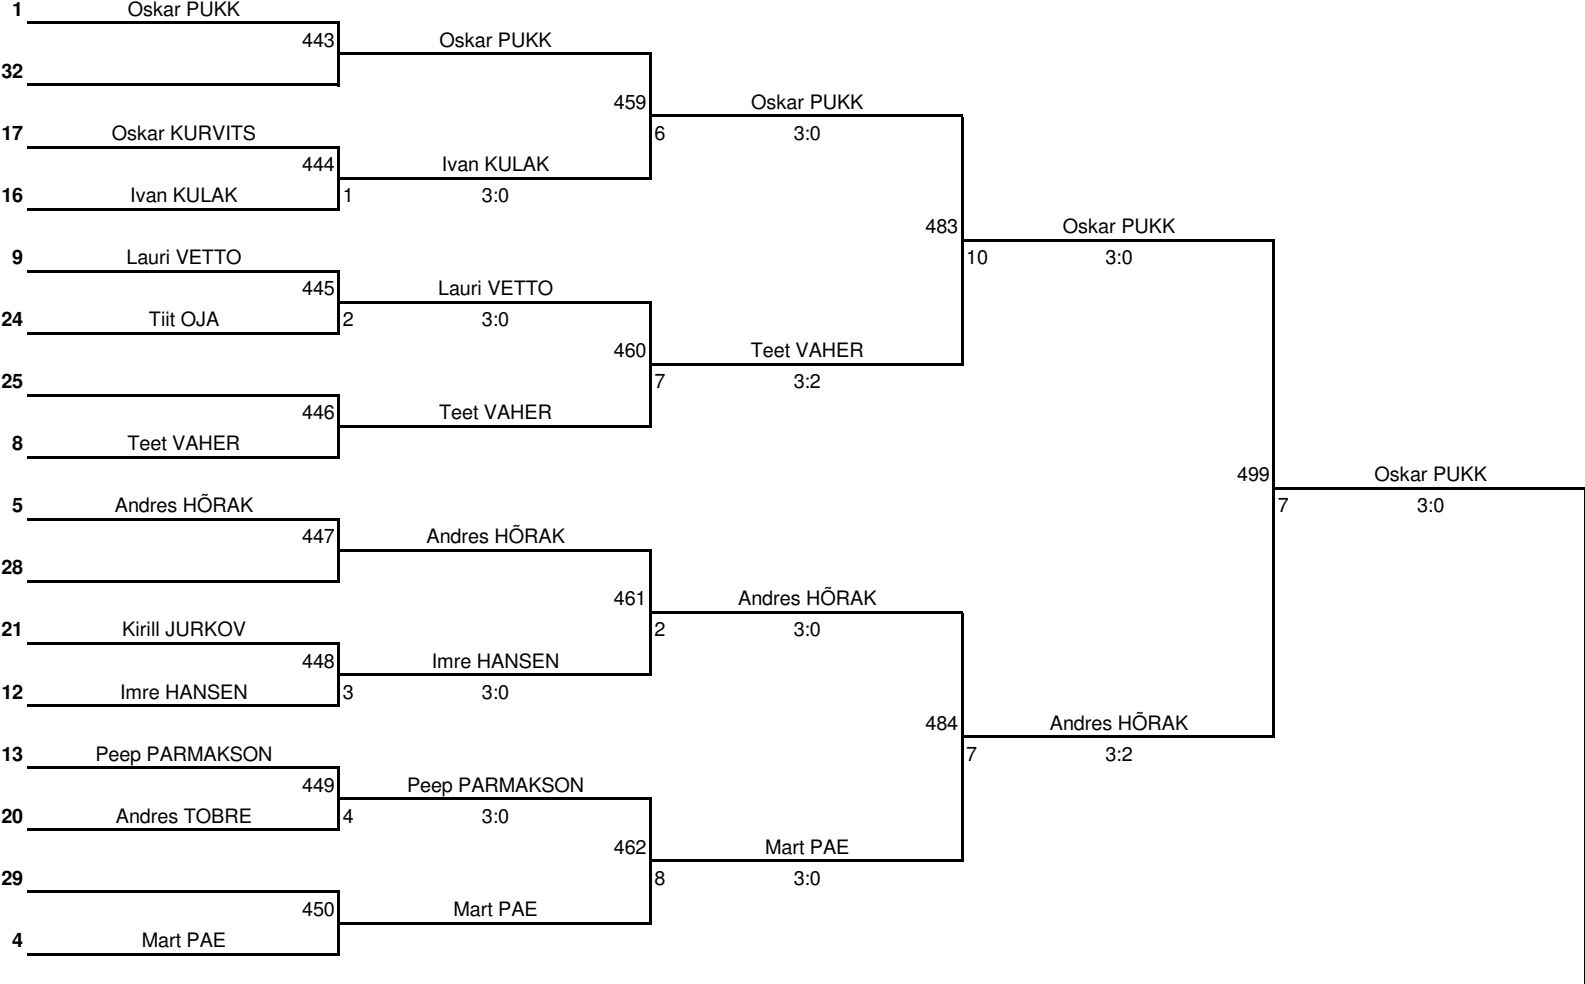 1 Oskar PUKK
443 Oskar PUKK
32
459 Oskar PUKK
17 Oskar KURVITS 6 3:0
444 Ivan KULAK
16 Ivan KULAK 1 3:0
483 Oskar PUKK
9 Lauri VETTO 10 3:0
445 Lauri VETTO
24 Tiit OJA 2 3:0
460 Teet VAHER
25 7 3:2
446 Teet VAHER
8 Teet VAHER
499 Oskar PUKK
5 Andres HÕRAK 7 3:0
447 Andres HÕRAK
28
461 Andres HÕRAK
21 Kirill JURKOV 2 3:0
448 Imre HANSEN
12 Imre HANSEN 3 3:0
484 Andres HÕRAK
13 Peep PARMAKSON 7 3:2
449 Peep PARMAKSON
20 Andres TOBRE 4 3:0
462 Mart PAE
29 8 3:0
450 Mart PAE
4 Mart PAE